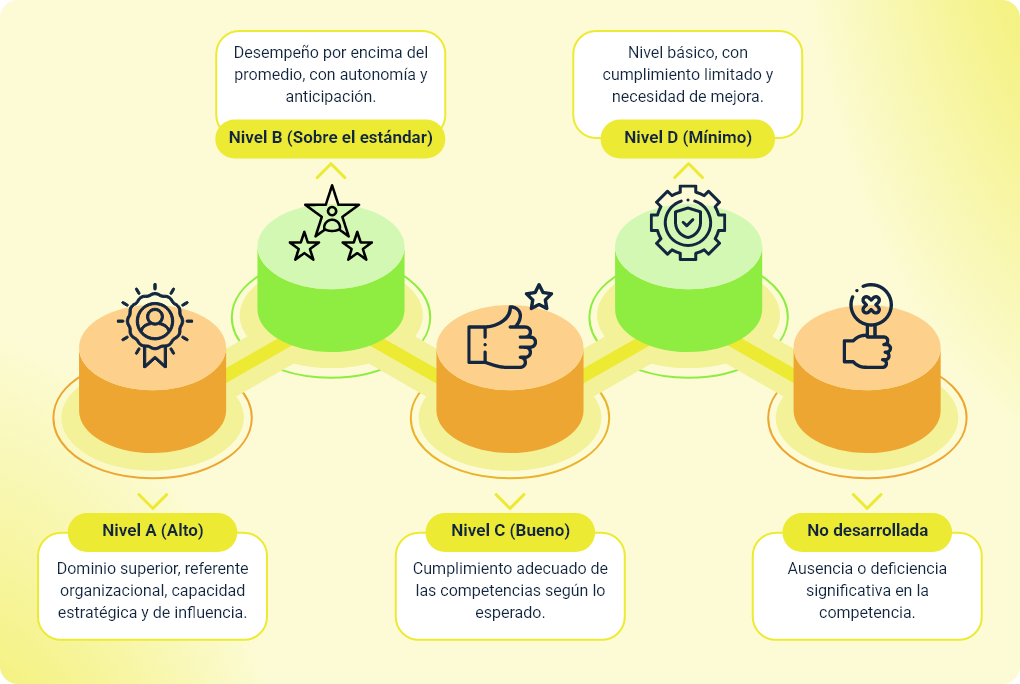 Desempeño por encima del
promedio, con autonomía y
anticipación.
Nivel B (Sobre el estándar)
Nivel básico, con
cumplimiento limitado y
necesidad de mejora.
Nivel D (Mínimo)
Nivel A (Alto)
Dominio superior, referente
organizacional, capacidad
estratégica y de influencia.
Nivel C (Bueno)
Cumplimiento adecuado de
las competencias según lo
esperado.
No desarrollada
Ausencia o deficiencia
significativa en la
competencia.